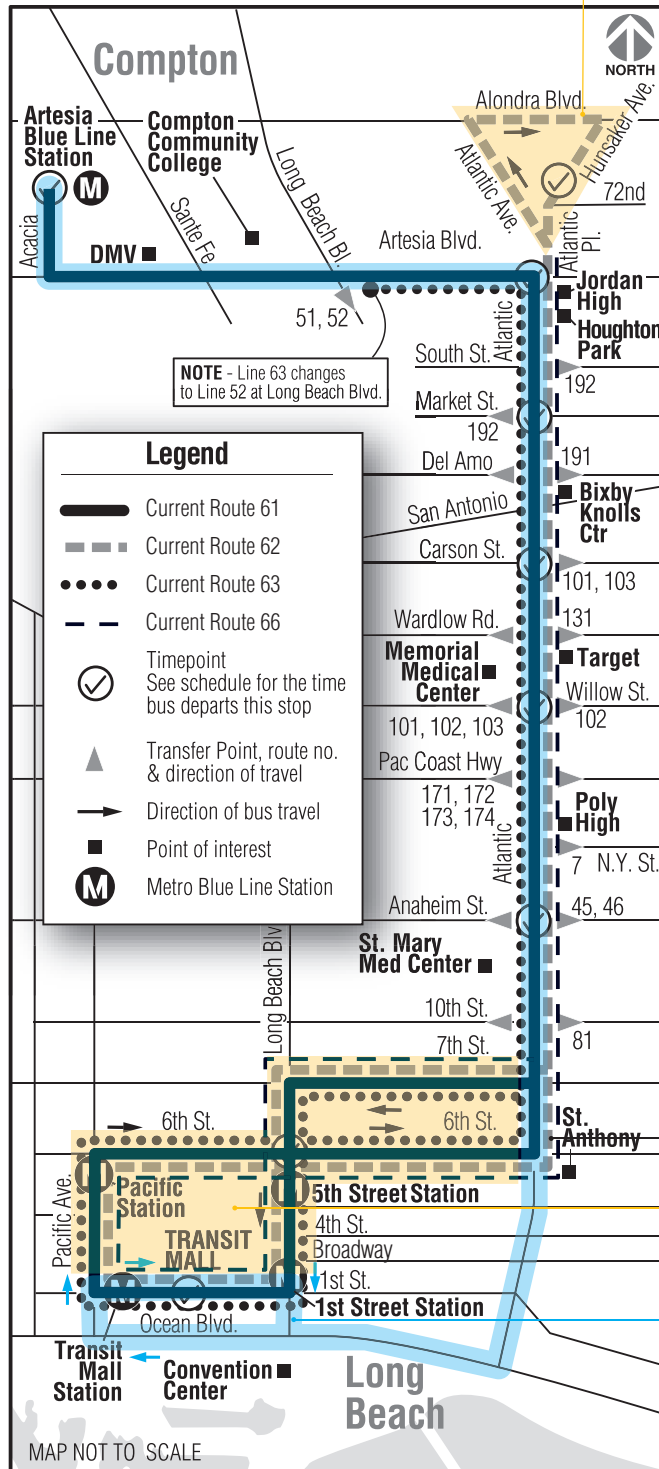 Compton
NORTH
Artesia
Blue Line
Station
M
Compton
Community
College
Alondra Blvd.
Hunsaker Ave.
Atlantic Ave.
72nd
Atlantic
Pl.
Acacia
Sante Fe
Long Beach Bl.
DMV
Artesia Blvd.
51, 52
Jordan
High
Houghton
Park
Atlantic
NOTE - Line 63 changes
to Line 52 at Long Beach Blvd.
South St.
192
Market St.
192
Del Amo
191
San Antonio
Bixby
Knolls
Ctr
Carson St.
101, 103
Wardlow Rd.
131
Memorial
Medical
Center
Target
Willow St.
101, 102, 103
102
Pac Coast Hwy
171, 172
173, 174
Poly
High
Atlantic
7 N.Y. St.
Anaheim St.
45, 46
St. Mary
Med Center
10th St.
81
7th St.
Legend
Current Route 61
Current Route 62
Current Route 63
Current Route 66
Timepoint
See schedule for the time
bus departs this stop
Transfer Point, route no.
& direction of travel
Direction of bus travel
Point of interest
M
Metro Blue Line Station
Long Beach Blv
6th St.
6th St.
St.
Anthony
Pacific Ave.
Pacific
Station
5th Street Station
4th St.
TRANSIT
MALL
Broadway
1st St.
M
1st Street Station
Ocean Blvd.
Transit
Mall
Station
Convention
Center
Long
Beach
MAP NOT TO SCALE